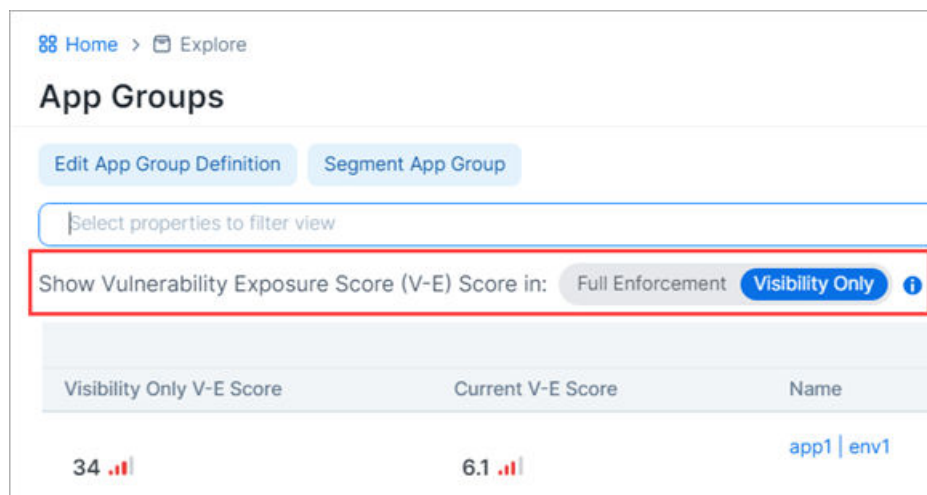 Home > Explore
App Groups
Edit App Group Definition Segment App Group
Select properties to filter view
Show Vulnerability Exposure Score (V-E) Score in: Full Enforcement Visibility Only
Visibility Only V-E Score Current V-E Score Name
34 6.1 app1 | env1